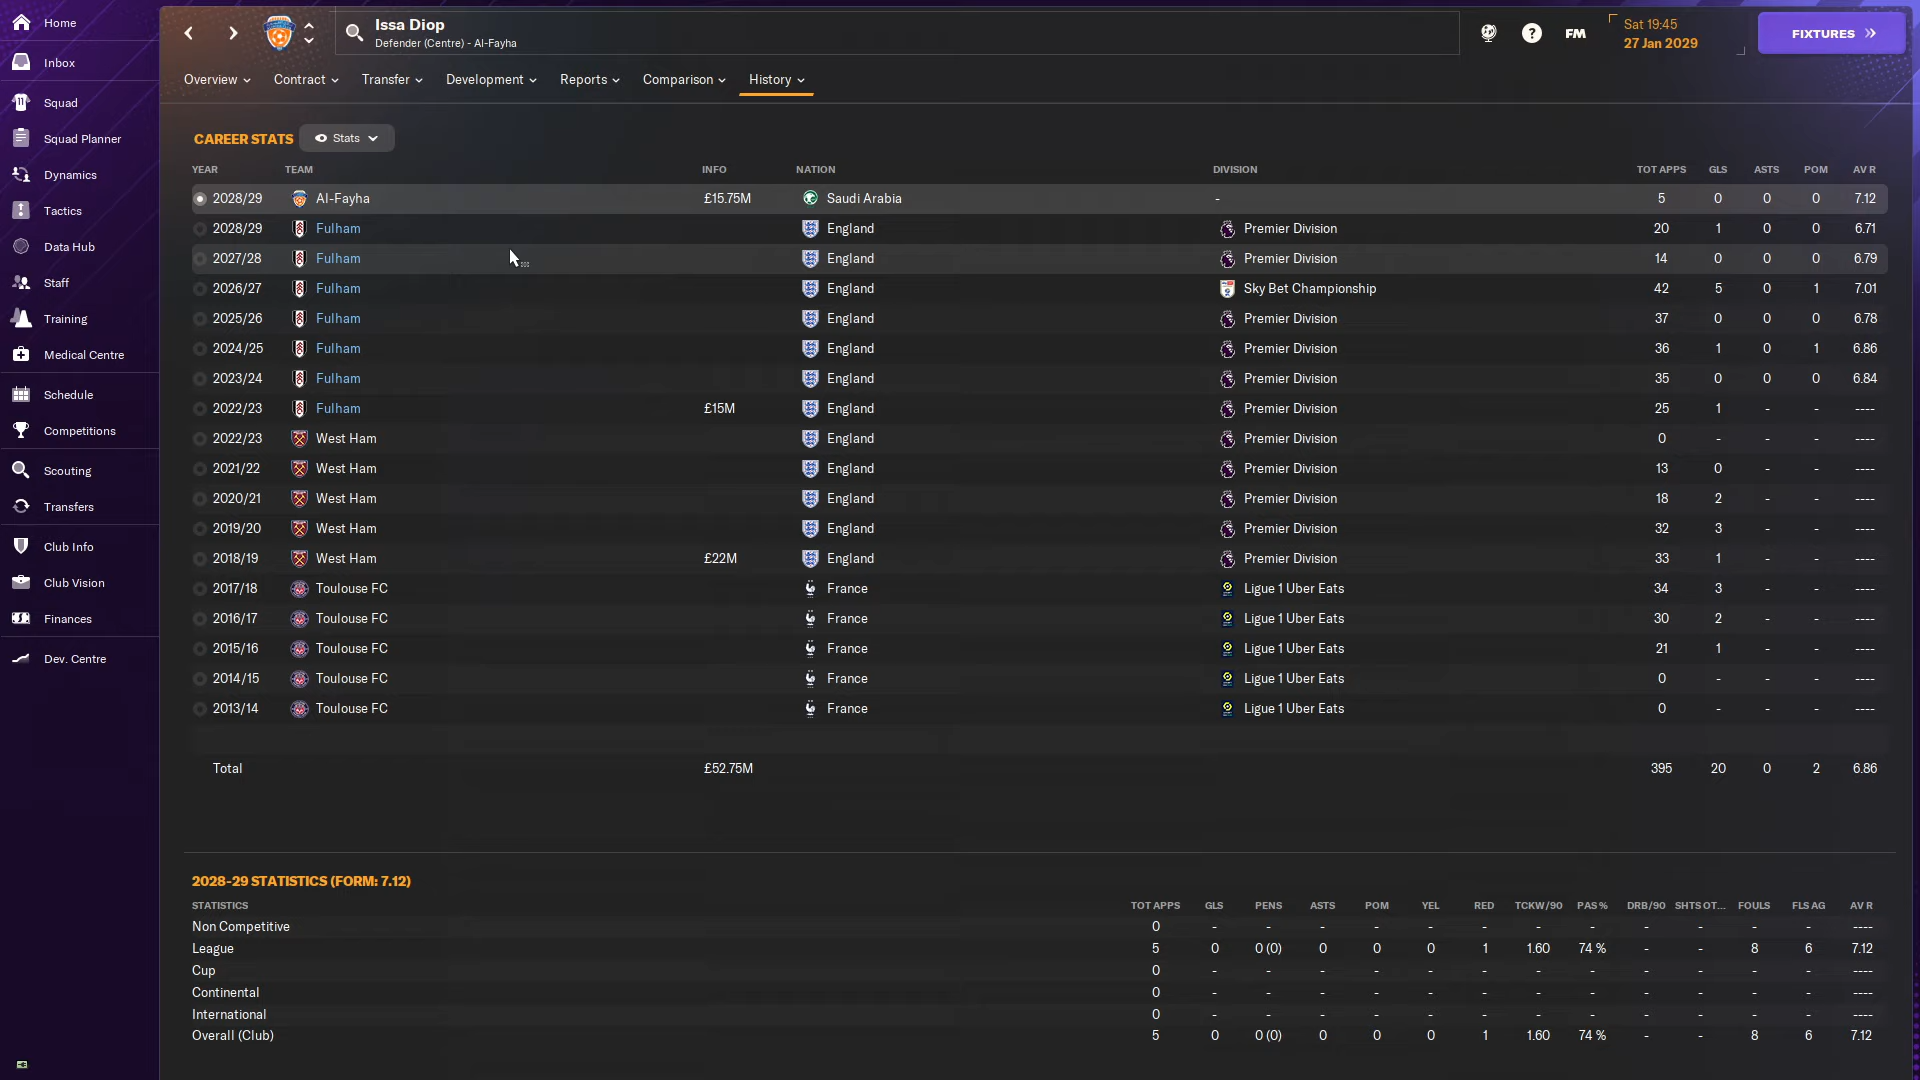 Home
Inbox
Squad
Squad Planner
Dynamics
Tactics
Data Hub
Staff
Training
Medical Centre
Schedule
Competitions
Scouting
Transfers
Club Info
Club Vision
Finances
Dev. Centre
Issa Diop
Defender (Centre) - Al-Fayha
FM
Sat 19:45
27 Jan 2029
FIXTURES
Overview Contract Transfer Development Reports Comparison History
CAREER STATS Stats
YEAR TEAM INFO NATION DIVISION TOT APPS GLS ASTS POM AV R
2028/29 Al-Fayha £15.75M Saudi Arabia - 5 0 0 0 7.12
2028/29 Fulham England Premier Division 20 1 0 0 6.71
2027/28 Fulham England Premier Division 14 0 0 0 6.79
2026/27 Fulham England Sky Bet Championship 42 5 0 1 7.01
2025/26 Fulham England Premier Division 37 0 0 0 6.78
2024/25 Fulham England Premier Division 36 1 0 1 6.86
2023/24 Fulham England Premier Division 35 0 0 0 6.84
2022/23 Fulham £15M England Premier Division 25 1 - - ----
2022/23 West Ham England Premier Division 0 - - - ----
2021/22 West Ham England Premier Division 13 0 - - ----
2020/21 West Ham England Premier Division 18 2 - - ----
2019/20 West Ham England Premier Division 32 3 - - ----
2018/19 West Ham £22M England Premier Division 33 1 - - ----
2017/18 Toulouse FC France Ligue 1 Uber Eats 34 3 - - ----
2016/17 Toulouse FC France Ligue 1 Uber Eats 30 2 - - ----
2015/16 Toulouse FC France Ligue 1 Uber Eats 21 1 - - ----
2014/15 Toulouse FC France Ligue 1 Uber Eats 0 - - - ----
2013/14 Toulouse FC France Ligue 1 Uber Eats 0 - - - ----
Total £52.75M 395 20 0 2 6.86
2028-29 STATISTICS (FORM: 7.12)
STATISTICS TOT APPS GLS PENS ASTS POM YEL RED TCKW/90 PAS % DRB/90 SHTS OT... FOULS FLS AG AV R
Non Competitive 0 - - - - - - - - - - - - ----
League 5 0 0 (0) 0 0 0 1 1.60 74 % - - 8 6 7.12
Cup 0 - - - - - - - - - - - - ----
Continental 0 - - - - - - - - - - - - ----
International 0 - - - - - - - - - - - - ----
Overall (Club) 5 0 0 (0) 0 0 0 1 1.60 74 % - - 8 6 7.12